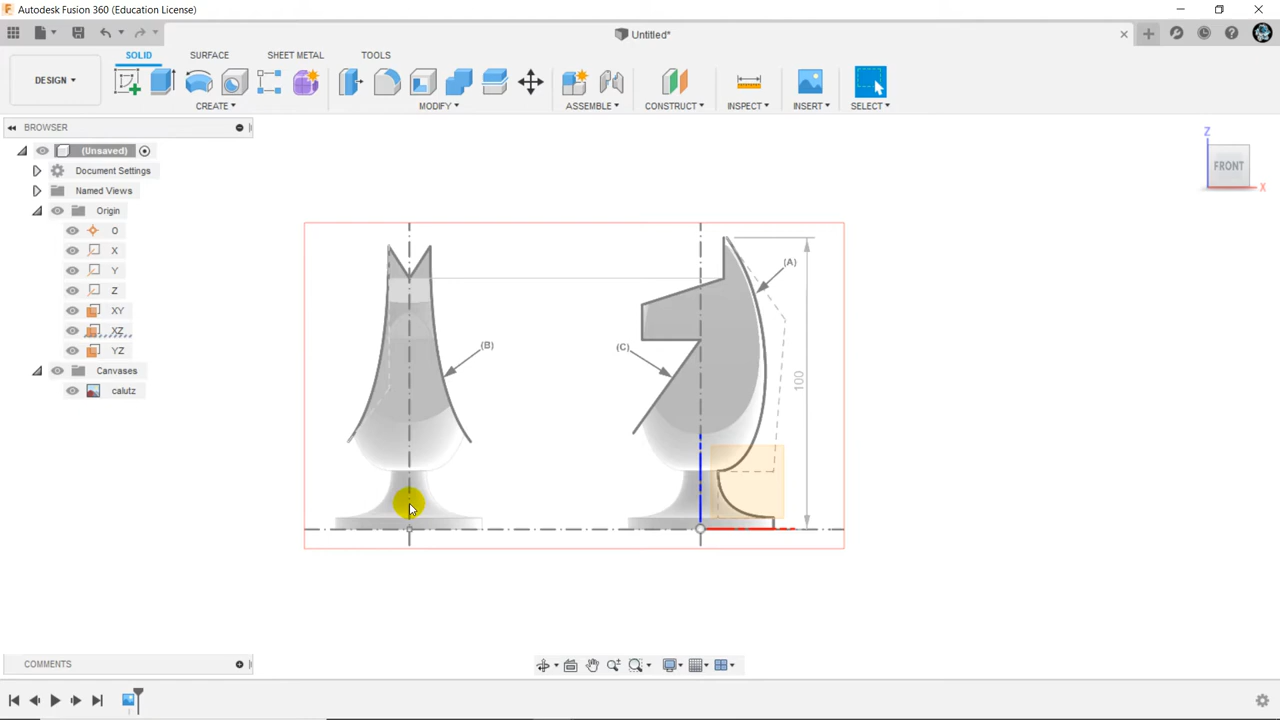 Autodesk Fusion 360 (Education License)
Untitled*
DESIGN
SOLID SURFACE SHEET METAL TOOLS
CREATE MODIFY ASSEMBLE CONSTRUCT INSPECT INSERT SELECT
BROWSER
(Unsaved)
Document Settings
Named Views
Origin
O
X
Y
Z
XY
XZ
YZ
Canvases
calutz
Z
FRONT
X
(A)
(B)
(C)
100
COMMENTS